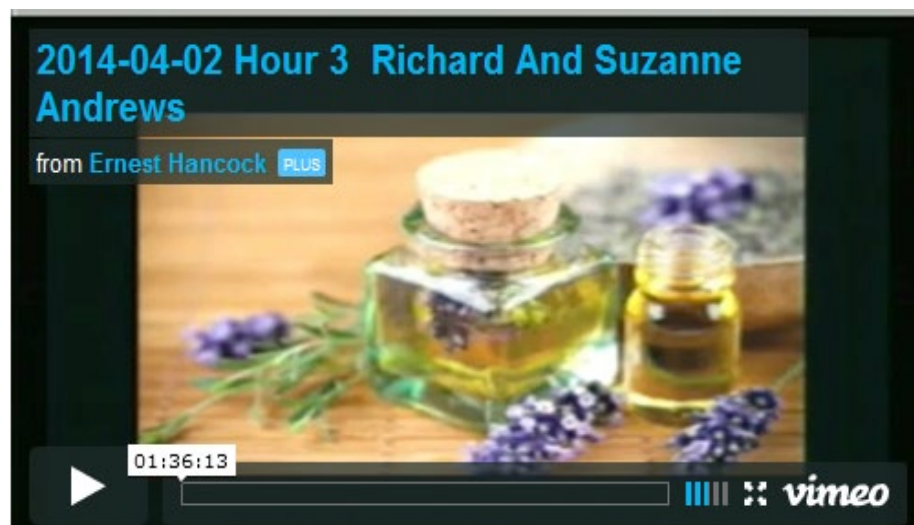 2014-04-02 Hour 3 Richard And Suzanne
Andrews
from Ernest Hancock PLUS
01:36:13
vimeo